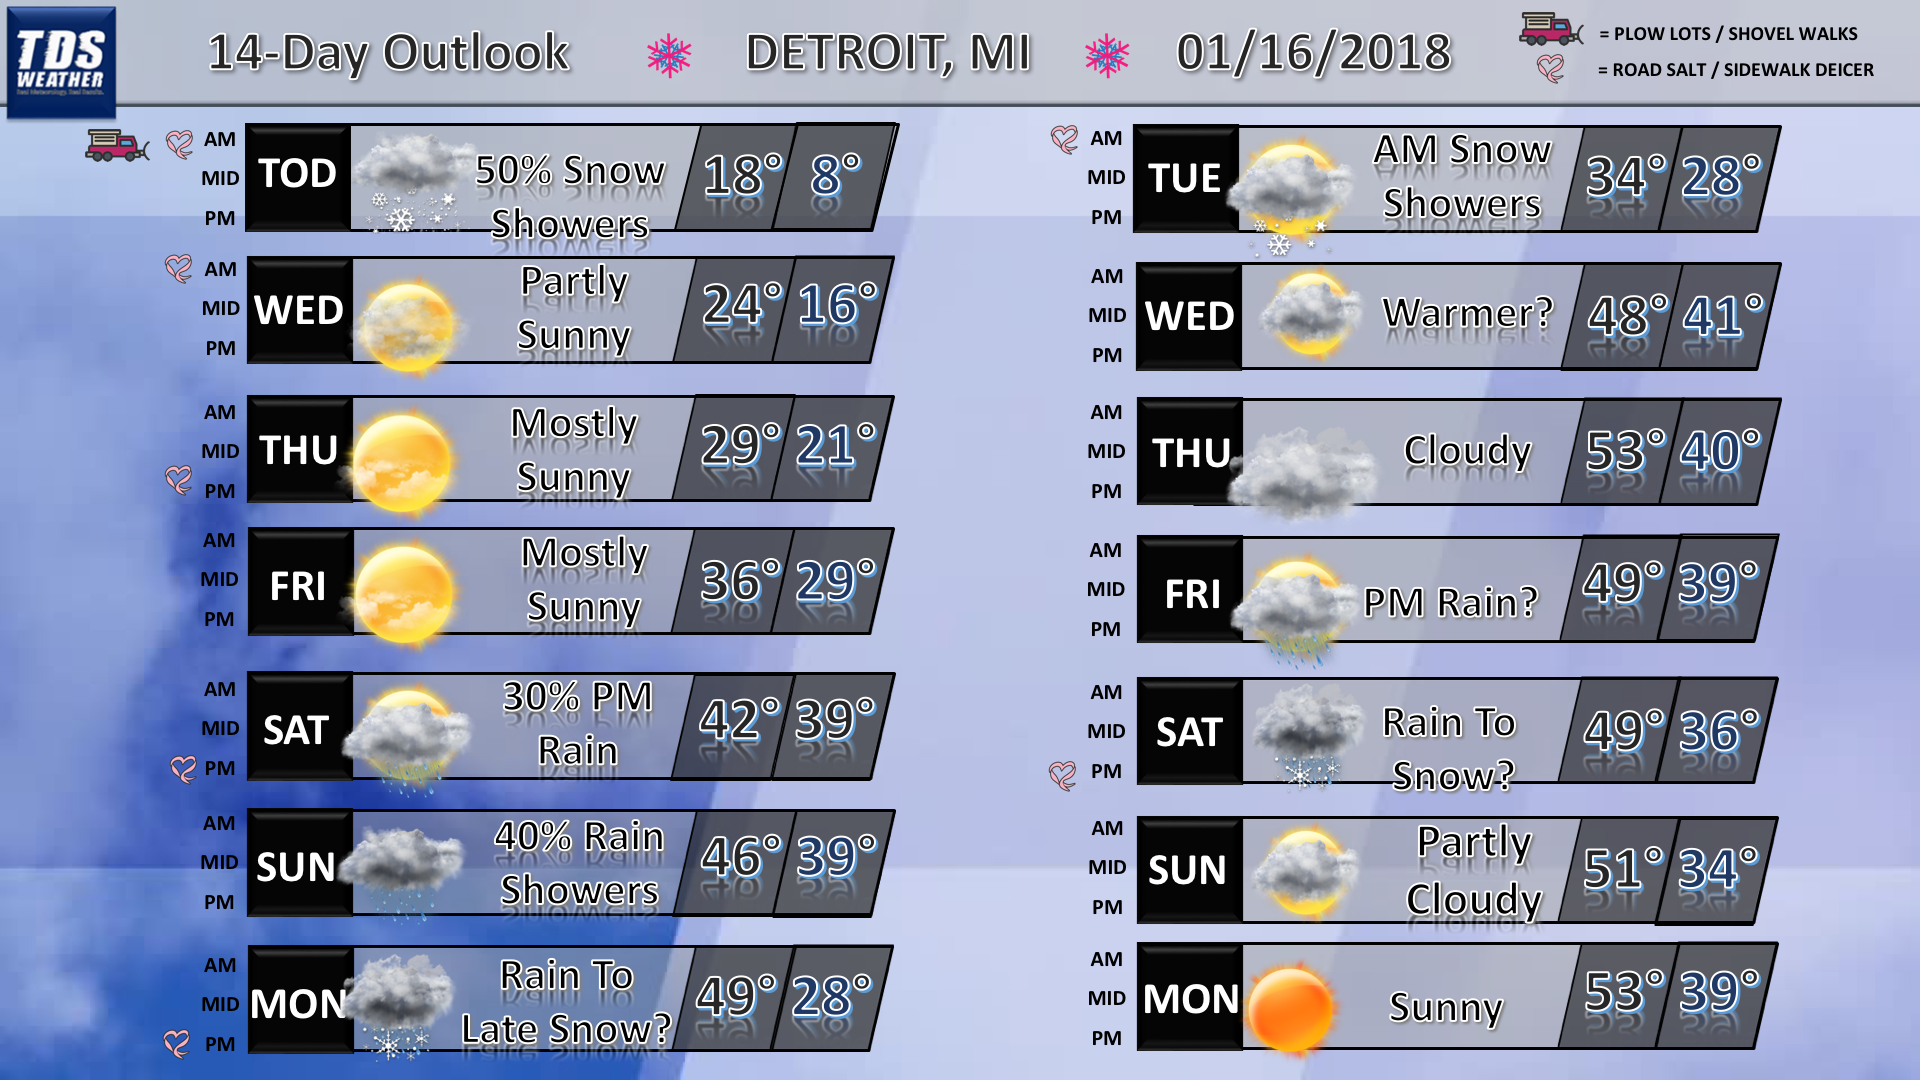 TDS
WEATHER
Real Meteorology. Real Results.
14-Day Outlook
DETROIT, MI
01/16/2018
= PLOW LOTS / SHOVEL WALKS
= ROAD SALT / SIDEWALK DEICER
AM
MID
PM
TOD
50% Snow
Showers
18° 8°
AM
MID
PM
WED
Partly
Sunny
24° 16°
AM
MID
PM
THU
Mostly
Sunny
29° 21°
AM
MID
PM
FRI
Mostly
Sunny
36° 29°
AM
MID
PM
SAT
30% PM
Rain
42° 39°
AM
MID
PM
SUN
40% Rain
Showers
46° 39°
AM
MID
PM
MON
Rain To
Late Snow?
49° 28°
AM
MID
PM
TUE
AM Snow
Showers
34° 28°
AM
MID
PM
WED
Warmer?
48° 41°
AM
MID
PM
THU
Cloudy
53° 40°
AM
MID
PM
FRI
PM Rain?
49° 39°
AM
MID
PM
SAT
Rain To
Snow?
49° 36°
AM
MID
PM
SUN
Partly
Cloudy
51° 34°
AM
MID
PM
MON
Sunny
53° 39°